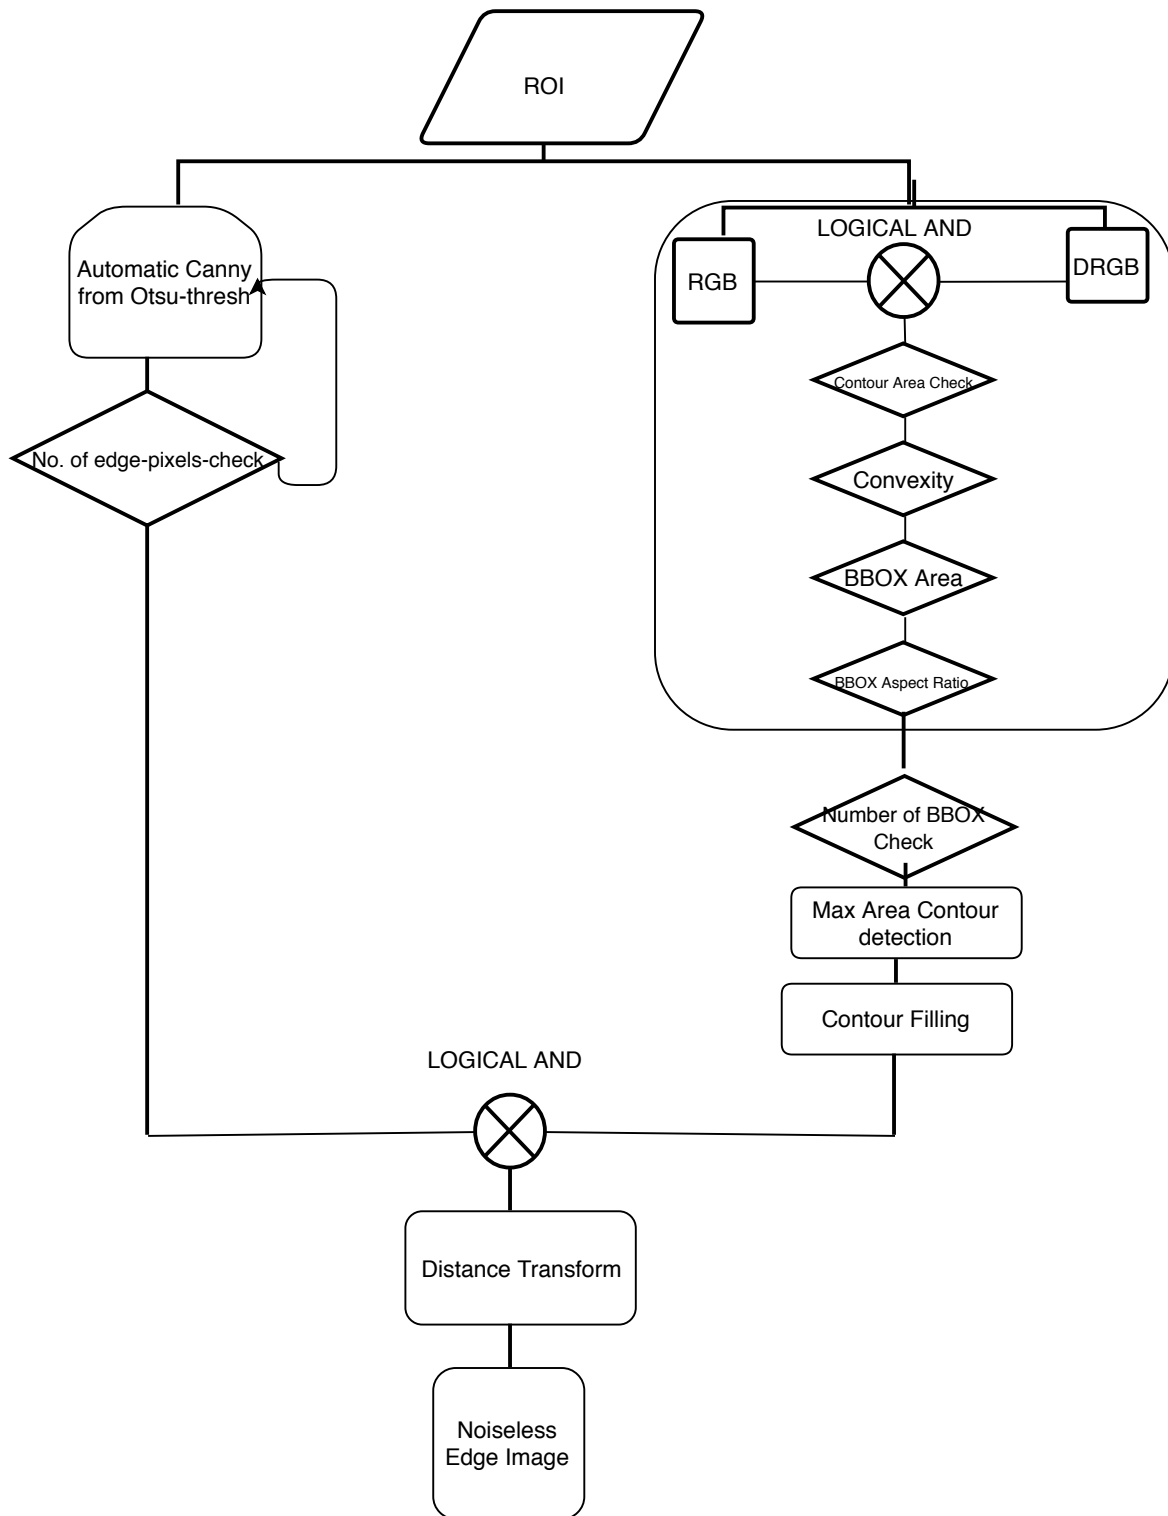 ROI
Automatic Canny
from Otsu-thresh
No. of edge-pixels-check
LOGICAL AND
RGB
DRGB
Contour Area Check
Convexity
BBOX Area
BBOX Aspect Ratio
Number of BBOX
Check
Max Area Contour
detection
Contour Filling
LOGICAL AND
Distance Transform
Noiseless
Edge Image